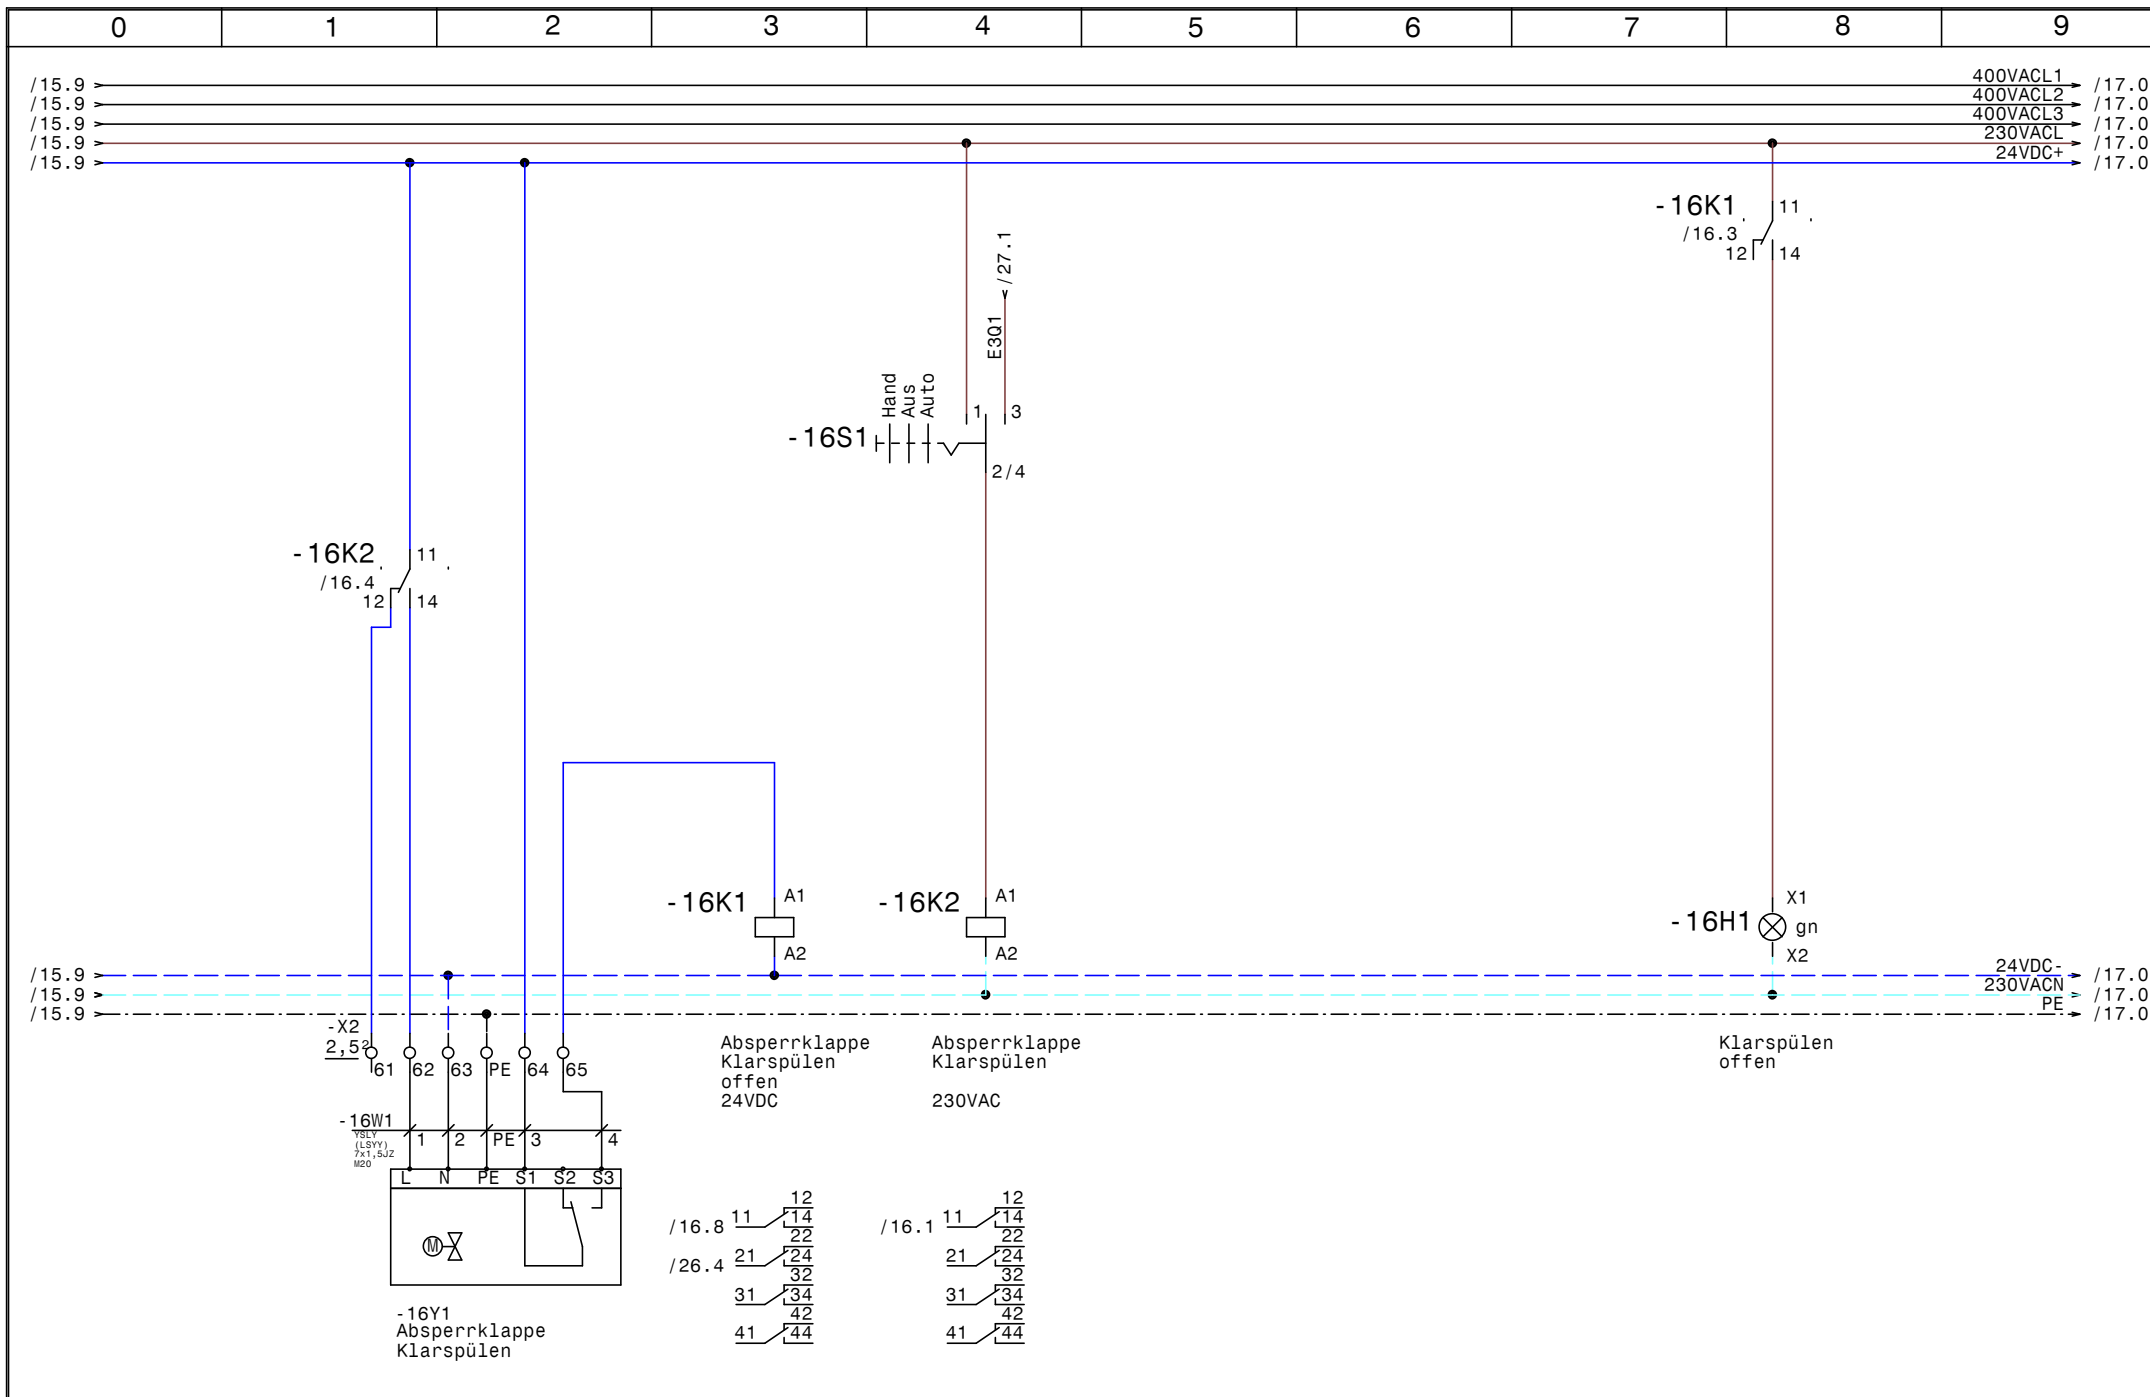 0 1 2 3 4 5 6 7 8 9
/15.9 400VACL1 /17.0
/15.9 400VACL2 /17.0
/15.9 400VACL3 /17.0
/15.9 230VACL /17.0
/15.9 24VDC+ /17.0
-16K1 11
/16.3
12 14
/27.1
E3Q1
Hand
Aus
Auto
1 3
-16S1
2/4
-16K2 11
/16.4
12 14
-16K1 A1
A2
-16K2 A1
A2
X1
-16H1 gn
X2
/15.9 24VDC- /17.0
/15.9 230VACN /17.0
/15.9 PE /17.0
-X2
2,5²
61 62 63 PE 64 65
Absperrklappe
Klarspülen
offen
24VDC
Absperrklappe
Klarspülen
230VAC
Klarspülen
offen
-16W1
YSLY
(LSYY)
7x1,5JZ
M20
1 2 PE 3 4
L N PE S1 S2 S3
M
-16Y1
Absperrklappe
Klarspülen
12
/16.8 11 14
22
/26.4 21 24
32
31 34
42
41 44
12
/16.1 11 14
22
21 24
32
31 34
42
41 44